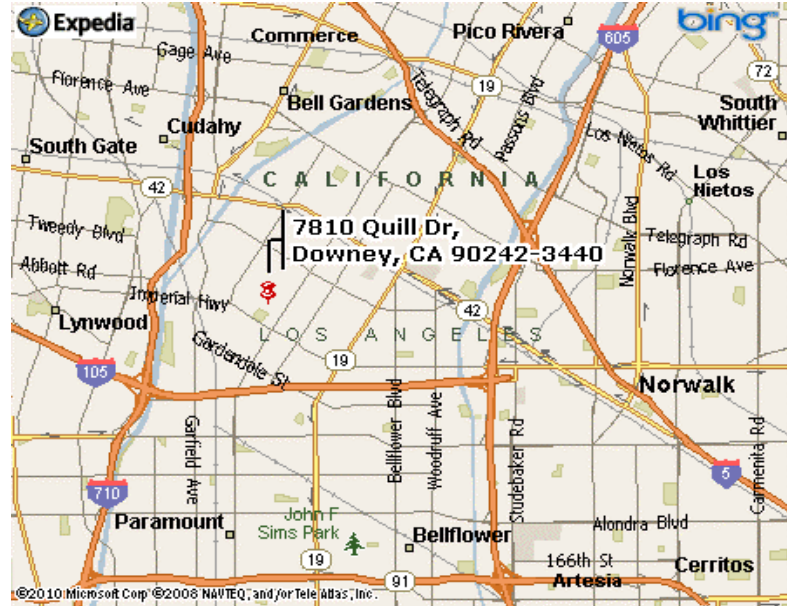 Expedia
bing
Commerce
Pico Rivera
605
Gage Ave
19
72
Florence Ave
Telegraph Rd
Passons Blvd
Bell Gardens
South
Whittier
Cudahy
Los Nietos Rd
South Gate
Los
Nietos
CALIFORNIA
42
Norwalk Blvd
Tweedy Blvd
7810 Quill Dr,
Downey, CA 90242-3440
Telegraph Rd
Florence Ave
Abbott Rd
Imperial Hwy
Lynwood
42
LOS ANGELES
Gardendale St
19
105
Norwalk
Bellflower Blvd
Woodruff Ave
Studebaker Rd
Carmenita Rd
Garfield Ave
5
710
Paramount
John F
Sims Park
Bellflower
Alondra Blvd
19
166th St
Cerritos
91
Artesia
©2010 Microsoft Corp ©2008 NAVTEQ, and/or Tele Atlas, Inc.